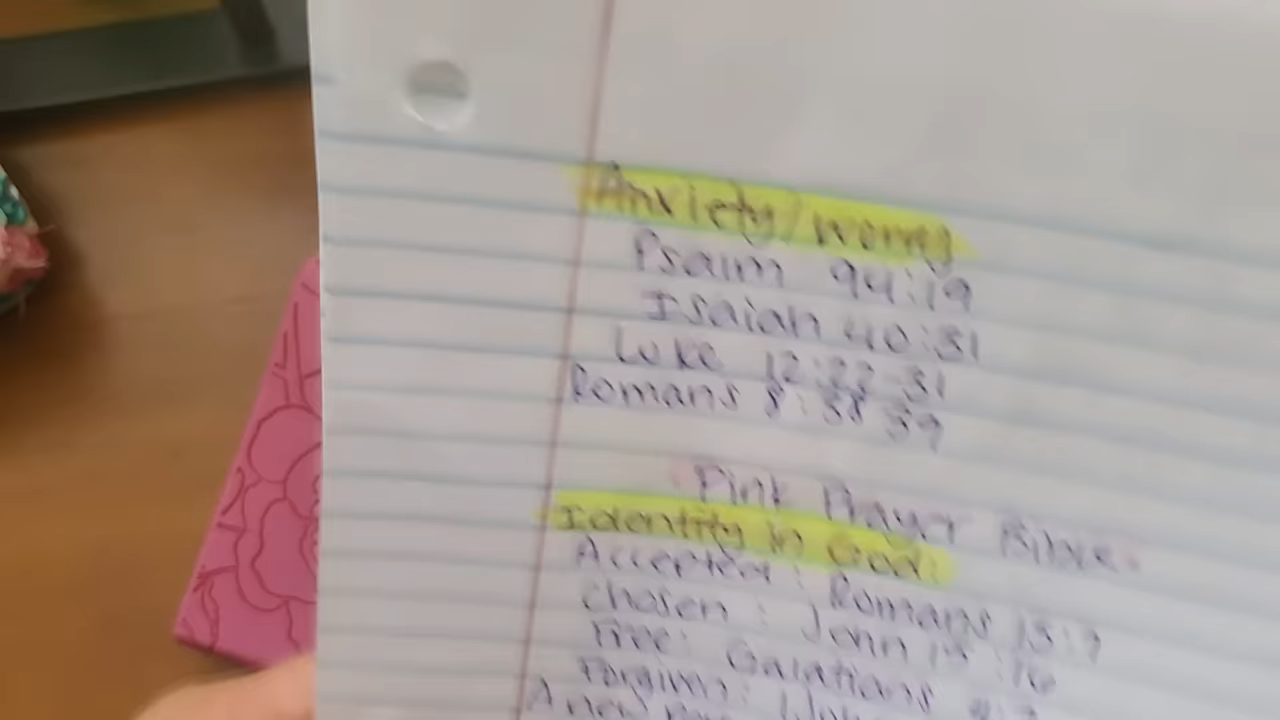 Anxiety/worry
Psalm 94:19
Isaiah 40:31
Luke 12:22-31
Romans 8:38-39
Pink Prayer Bible:
Identity in God:
Accepted: Romans 15:7
Chosen: John 15:16
Free: Galatians
Forgiven:
A new